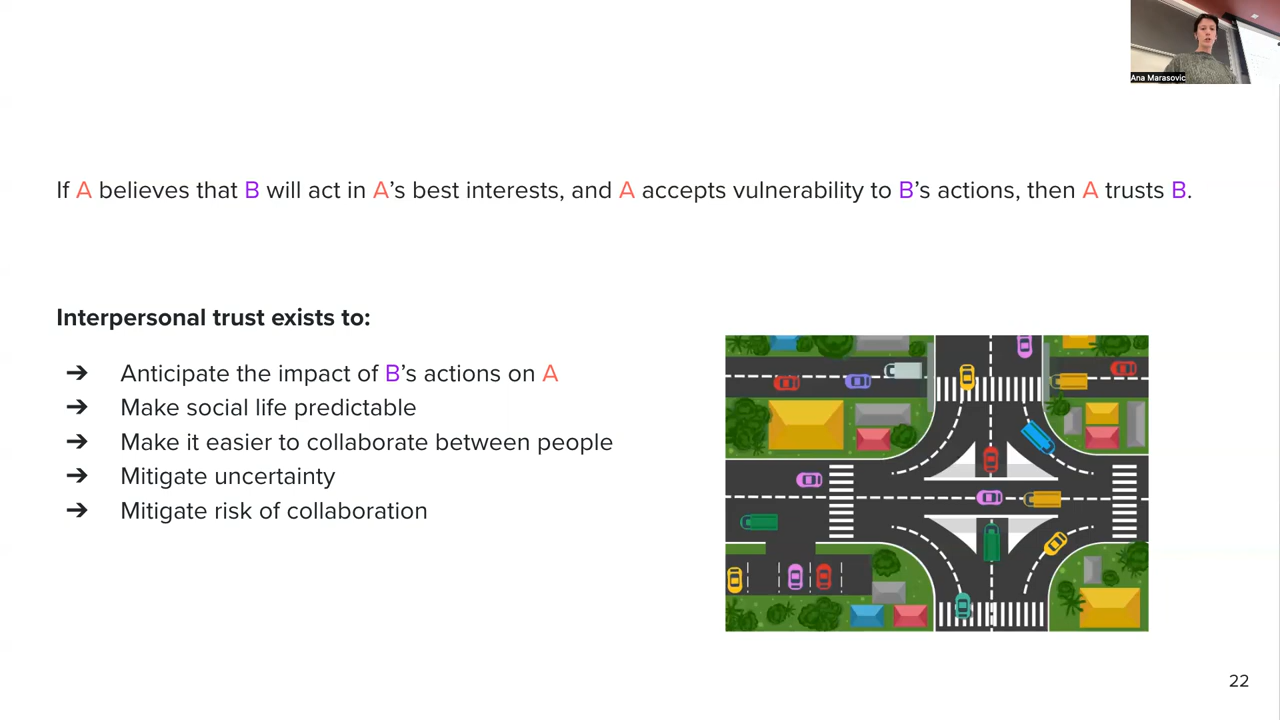 Ana Marasovic
If A believes that B will act in A’s best interests, and A accepts vulnerability to B’s actions, then A trusts B.
Interpersonal trust exists to:
➔ Anticipate the impact of B’s actions on A
➔ Make social life predictable
➔ Make it easier to collaborate between people
➔ Mitigate uncertainty
➔ Mitigate risk of collaboration
22